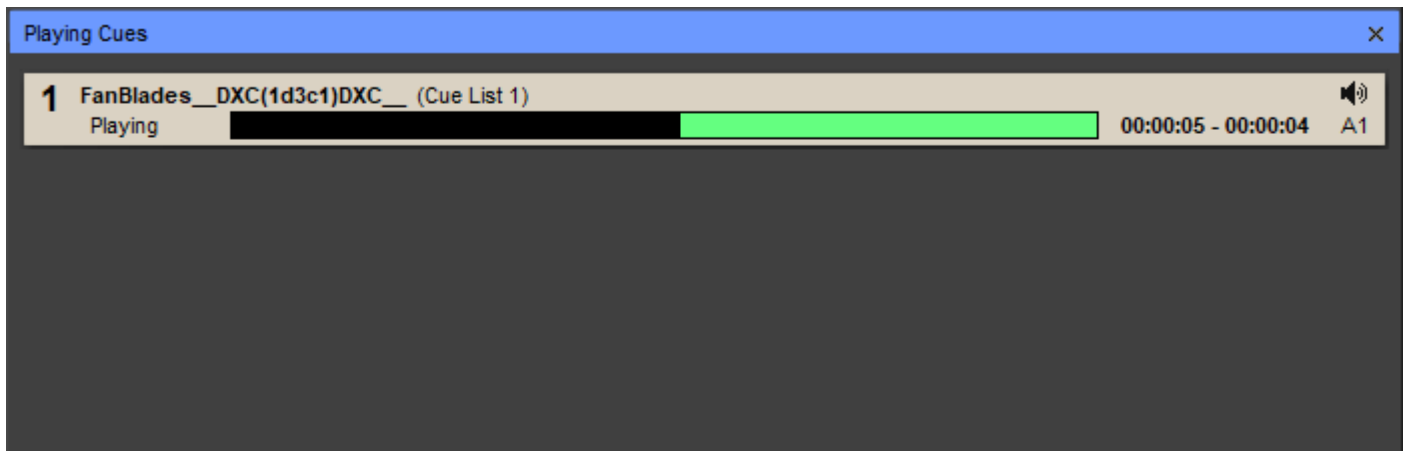 Playing Cues
1 FanBlades__DXC(1d3c1)DXC__ (Cue List 1)
Playing 00:00:05 - 00:00:04 A1